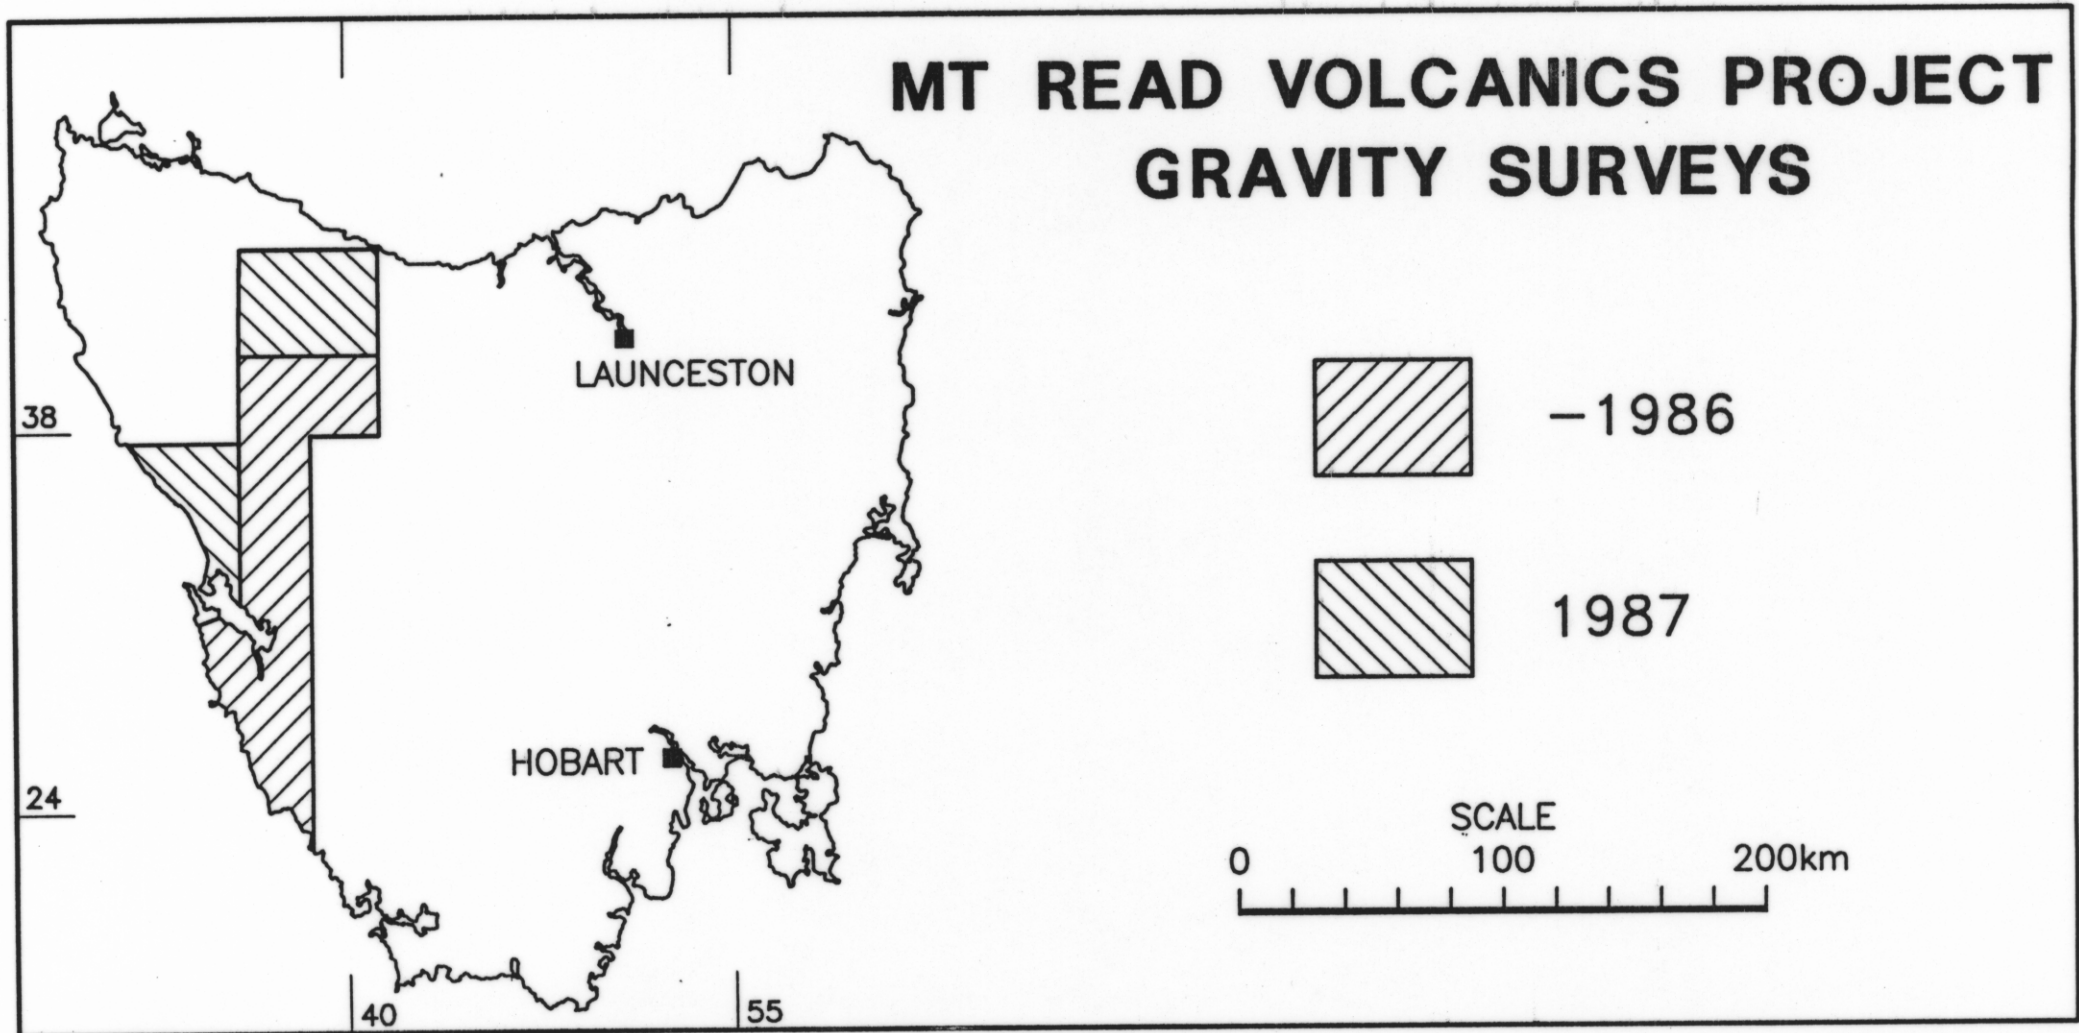 MT READ VOLCANICS PROJECT
GRAVITY SURVEYS
LAUNCESTON
38
-1986
1987
HOBART
24
SCALE
0 100 200km
40 55